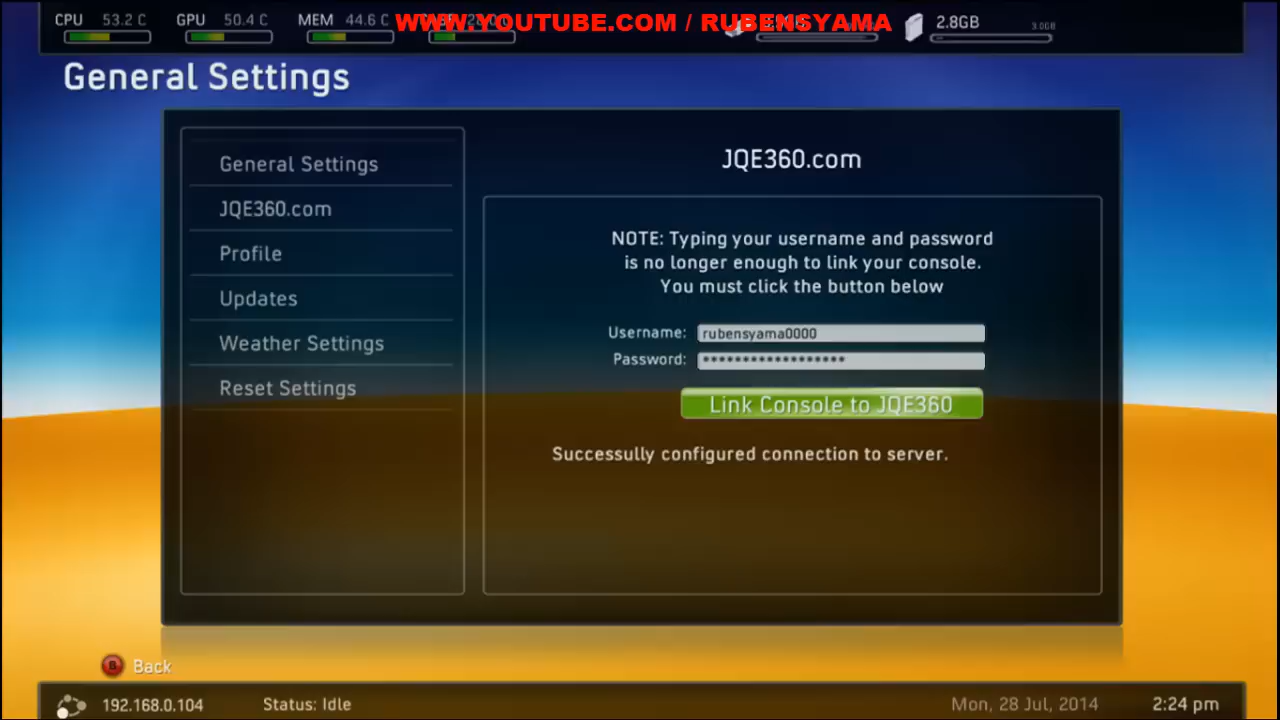 CPU 53.2 C GPU 50.4 C MEM 44.6 C
WWW.YOUTUBE.COM / RUBENSYAMA
2.8GB 3.0GB
General Settings
General Settings
JQE360.com
Profile
Updates
Weather Settings
Reset Settings
JQE360.com
NOTE: Typing your username and password
is no longer enough to link your console.
You must click the button below
Username: rubensyama0000
Password: ******************
Link Console to JQE360
Successully configured connection to server.
B Back
192.168.0.104 Status: Idle Mon, 28 Jul, 2014 2:24 pm